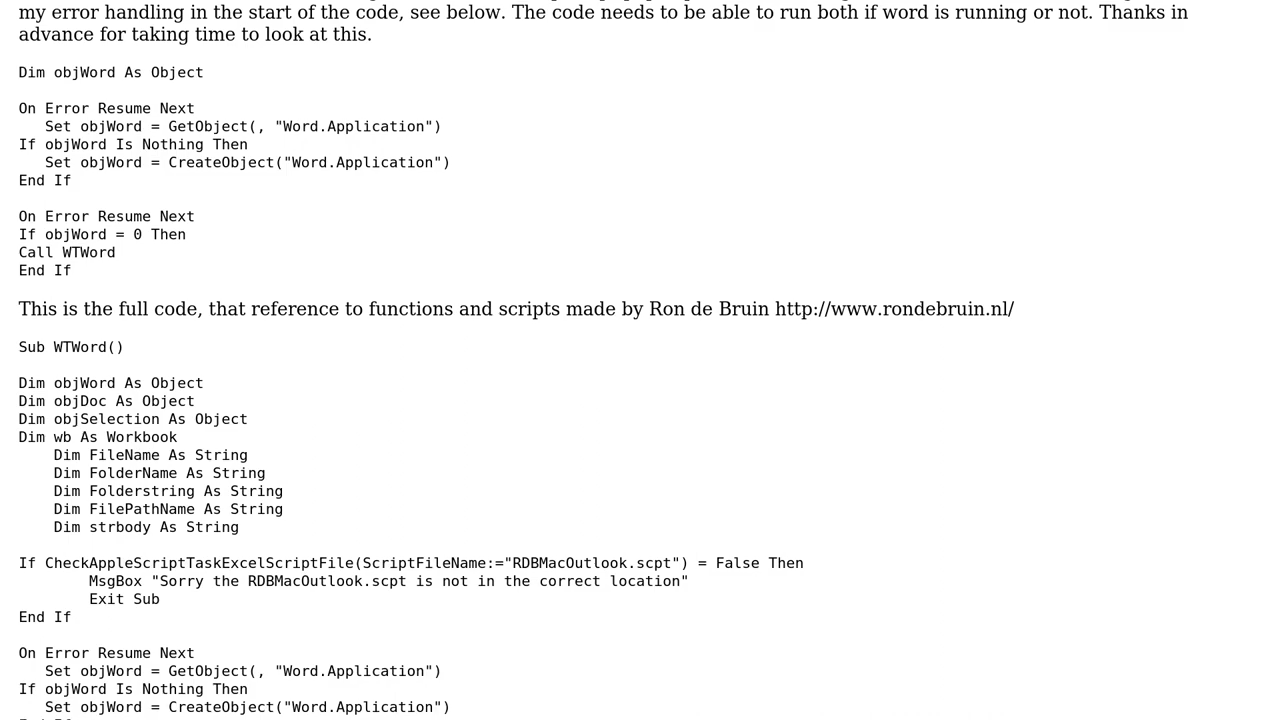 my error handling in the start of the code, see below. The code needs to be able to run both if word is running or not. Thanks in
advance for taking time to look at this.
Dim objWord As Object
On Error Resume Next
   Set objWord = GetObject(, "Word.Application")
If objWord Is Nothing Then
   Set objWord = CreateObject("Word.Application")
End If
On Error Resume Next
If objWord = 0 Then
Call WTWord
End If
This is the full code, that reference to functions and scripts made by Ron de Bruin http://www.rondebruin.nl/
Sub WTWord()
Dim objWord As Object
Dim objDoc As Object
Dim objSelection As Object
Dim wb As Workbook
    Dim FileName As String
    Dim FolderName As String
    Dim Folderstring As String
    Dim FilePathName As String
    Dim strbody As String
If CheckAppleScriptTaskExcelScriptFile(ScriptFileName:="RDBMacOutlook.scpt") = False Then
        MsgBox "Sorry the RDBMacOutlook.scpt is not in the correct location"
        Exit Sub
End If
On Error Resume Next
   Set objWord = GetObject(, "Word.Application")
If objWord Is Nothing Then
   Set objWord = CreateObject("Word.Application")